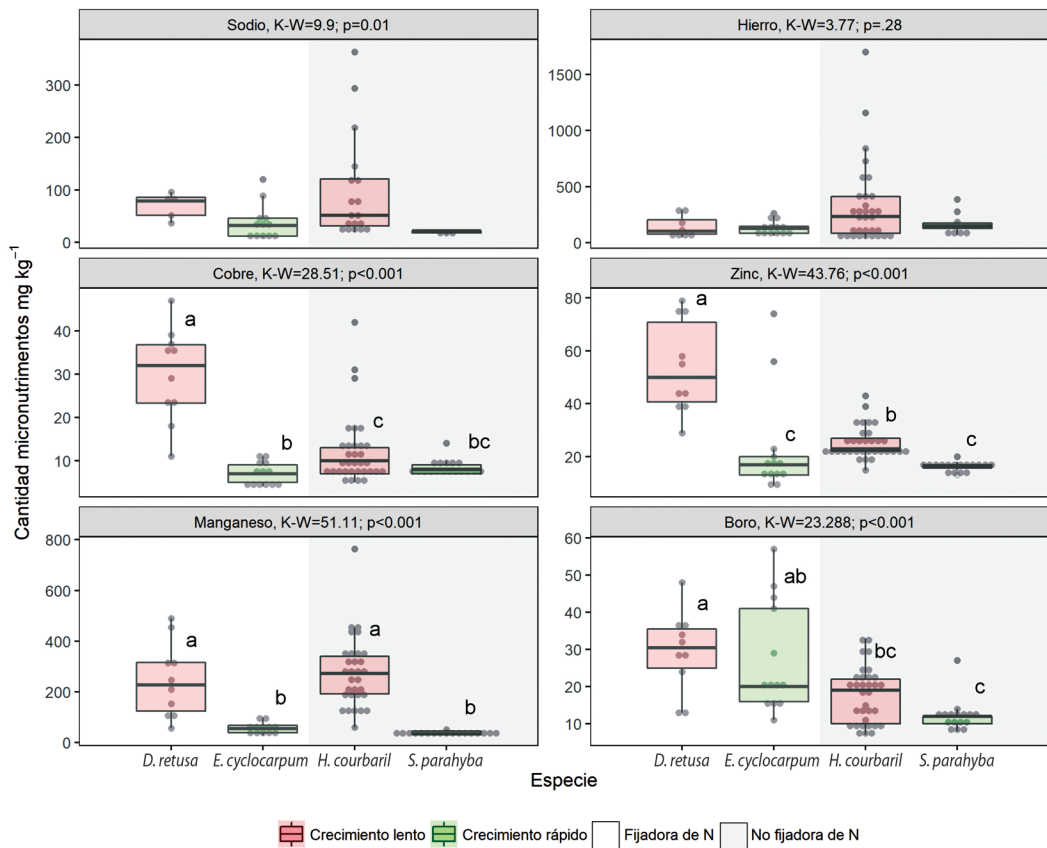 Sodio, K-W=9.9; p=0.01
300
200
100
0
Hierro, K-W=3.77; p=.28
1500
1000
500
0
Cantidad micronutrimentos mg kg⁻¹
Cobre, K-W=28.51; p<0.001
40
30
20
10
a
b
c
bc
Zinc, K-W=43.76; p<0.001
80
60
40
20
a
c
b
c
Manganeso, K-W=51.11; p<0.001
800
600
400
200
0
a
b
a
b
Boro, K-W=23.288; p<0.001
60
50
40
30
20
10
a
ab
bc
c
D. retusa E. cyclocarpum H. courbaril S. parahyba
D. retusa E. cyclocarpum H. courbaril S. parahyba
Especie
Crecimiento lento Crecimiento rápido Fijadora de N No fijadora de N